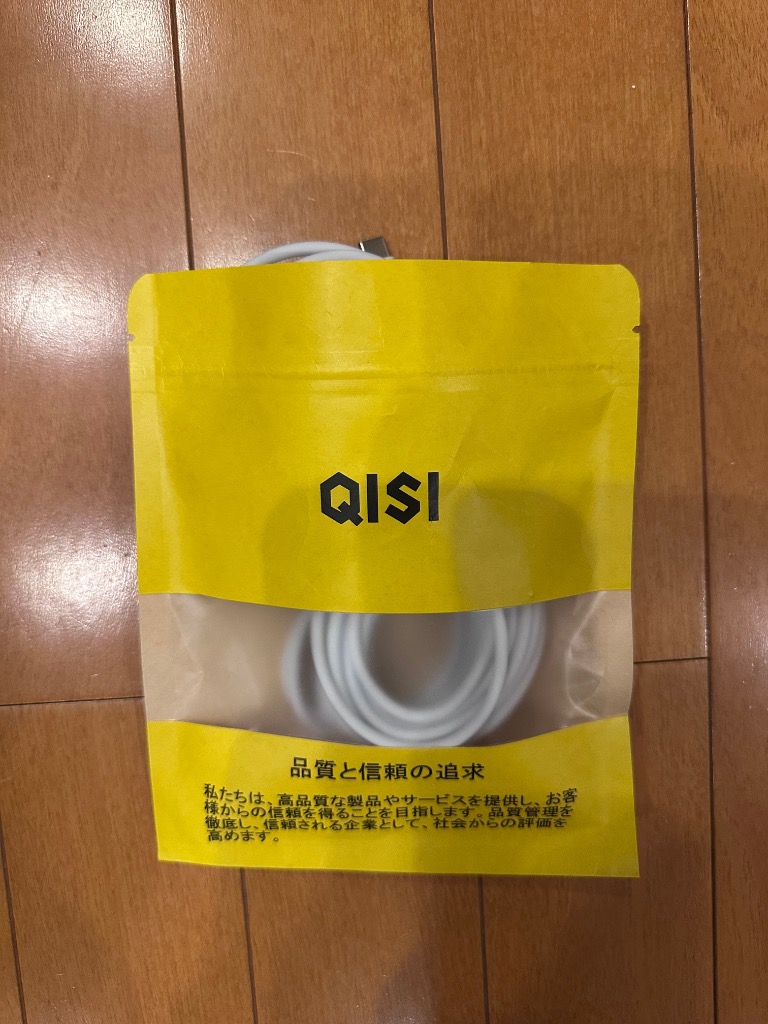 QISI
品質と信頼の追求
私たちは、高品質な製品やサービスを提供し、お客
様からの信頼を得ることを目指します。品質管理を
徹底し、信頼される企業として、社会からの評価を
高めます。